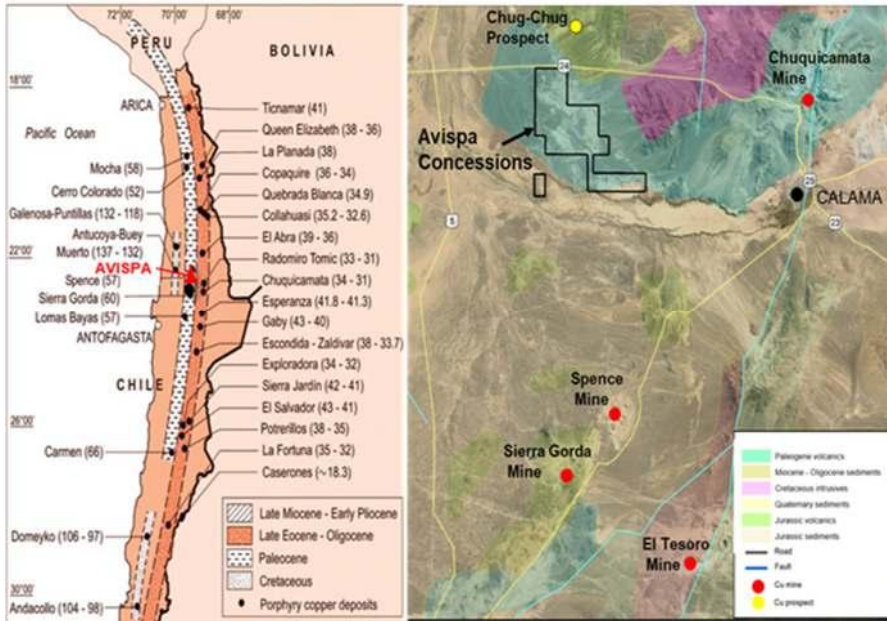 72°00' 70°00' 68°00'
PERU
BOLIVIA
18°00'
ARICA
Pacific Ocean
Mocha (58)
Cerro Colorado (52)
Galenosa-Puntillas (132 - 118)
Antucoya-Buey
Muerto (137 - 132)
22°00'
AVISPA
Spence (57)
Sierra Gorda (60)
Lomas Bayas (57)
ANTOFAGASTA
CHILE
26°00'
Carmen (66)
Domeyko (106 - 97)
30°00'
Andacollo (104 - 98)
Ticnamar (41)
Queen Elizabeth (38 - 36)
La Planada (38)
Copaquire (36 - 34)
Quebrada Blanca (34.9)
Collahuasi (35.2 - 32.6)
El Abra (39 - 36)
Radomiro Tomic (33 - 31)
Chuquicamata (34 - 31)
Esperanza (41.8 - 41.3)
Gaby (43 - 40)
Escondida - Zaldivar (38 - 33.7)
Exploradora (34 - 32)
Sierra Jardín (42 - 41)
El Salvador (43 - 41)
Potrerillos (38 - 35)
La Fortuna (35 - 32)
Caserones (~18.3)
Late Miocene - Early Pliocene
Late Eocene - Oligocene
Paleocene
Cretaceous
Porphyry copper deposits
Chug-Chug
Prospect
24
Chuquicamata
Mine
Avispa
Concessions
25
CALAMA
5
23
Spence
Mine
Sierra Gorda
Mine
El Tesoro
Mine
1
Paleigene volcanics
Miocene - Oligocene sediments
Cretaceous intrusives
Quaternary sediments
Jurassic volcanics
Jurassic sediments
Road
Fault
Cu mine
Cu prospect